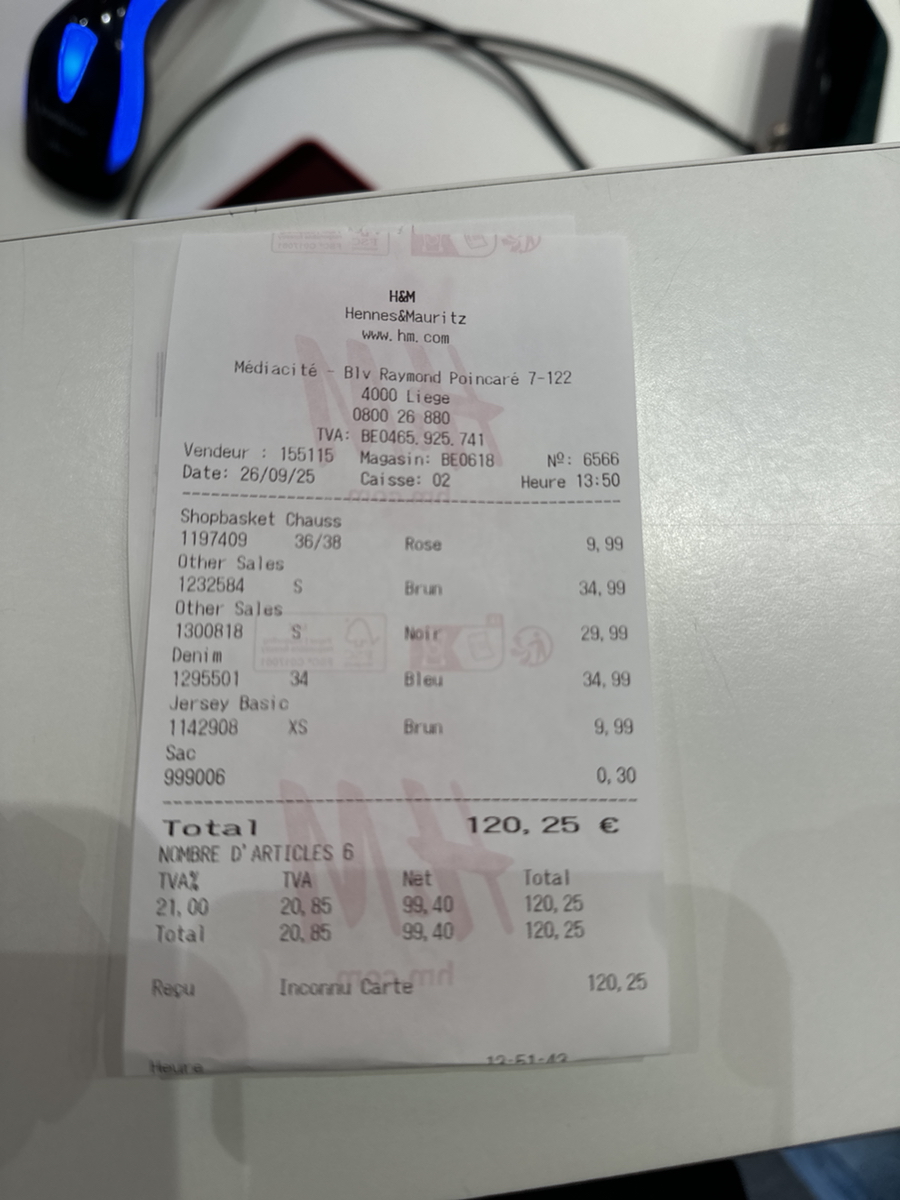 H&M
Hennes&Mauritz
www.hm.com
Médiacité - Blv Raymond Poincaré 7-122
4000 Liege
0800 26 880
TVA: BE0465.925.741
Vendeur : 155115 Magasin: BE0618 Nº: 6566
Date: 26/09/25 Caisse: 02 Heure 13:50
Shopbasket Chauss
1197409 36/38 Rose 9,99
Other Sales
1232584 S Brun 34,99
Other Sales
1300818 S Noir 29,99
Denim
1295501 34 Bleu 34,99
Jersey Basic
1142908 XS Brun 9,99
Sac
999006 0,30
Total 120,25 €
NOMBRE D'ARTICLES 6
TVA% TVA Net Total
21,00 20,85 99,40 120,25
Total 20,85 99,40 120,25
Reçu Inconnu Carte 120,25
Heure